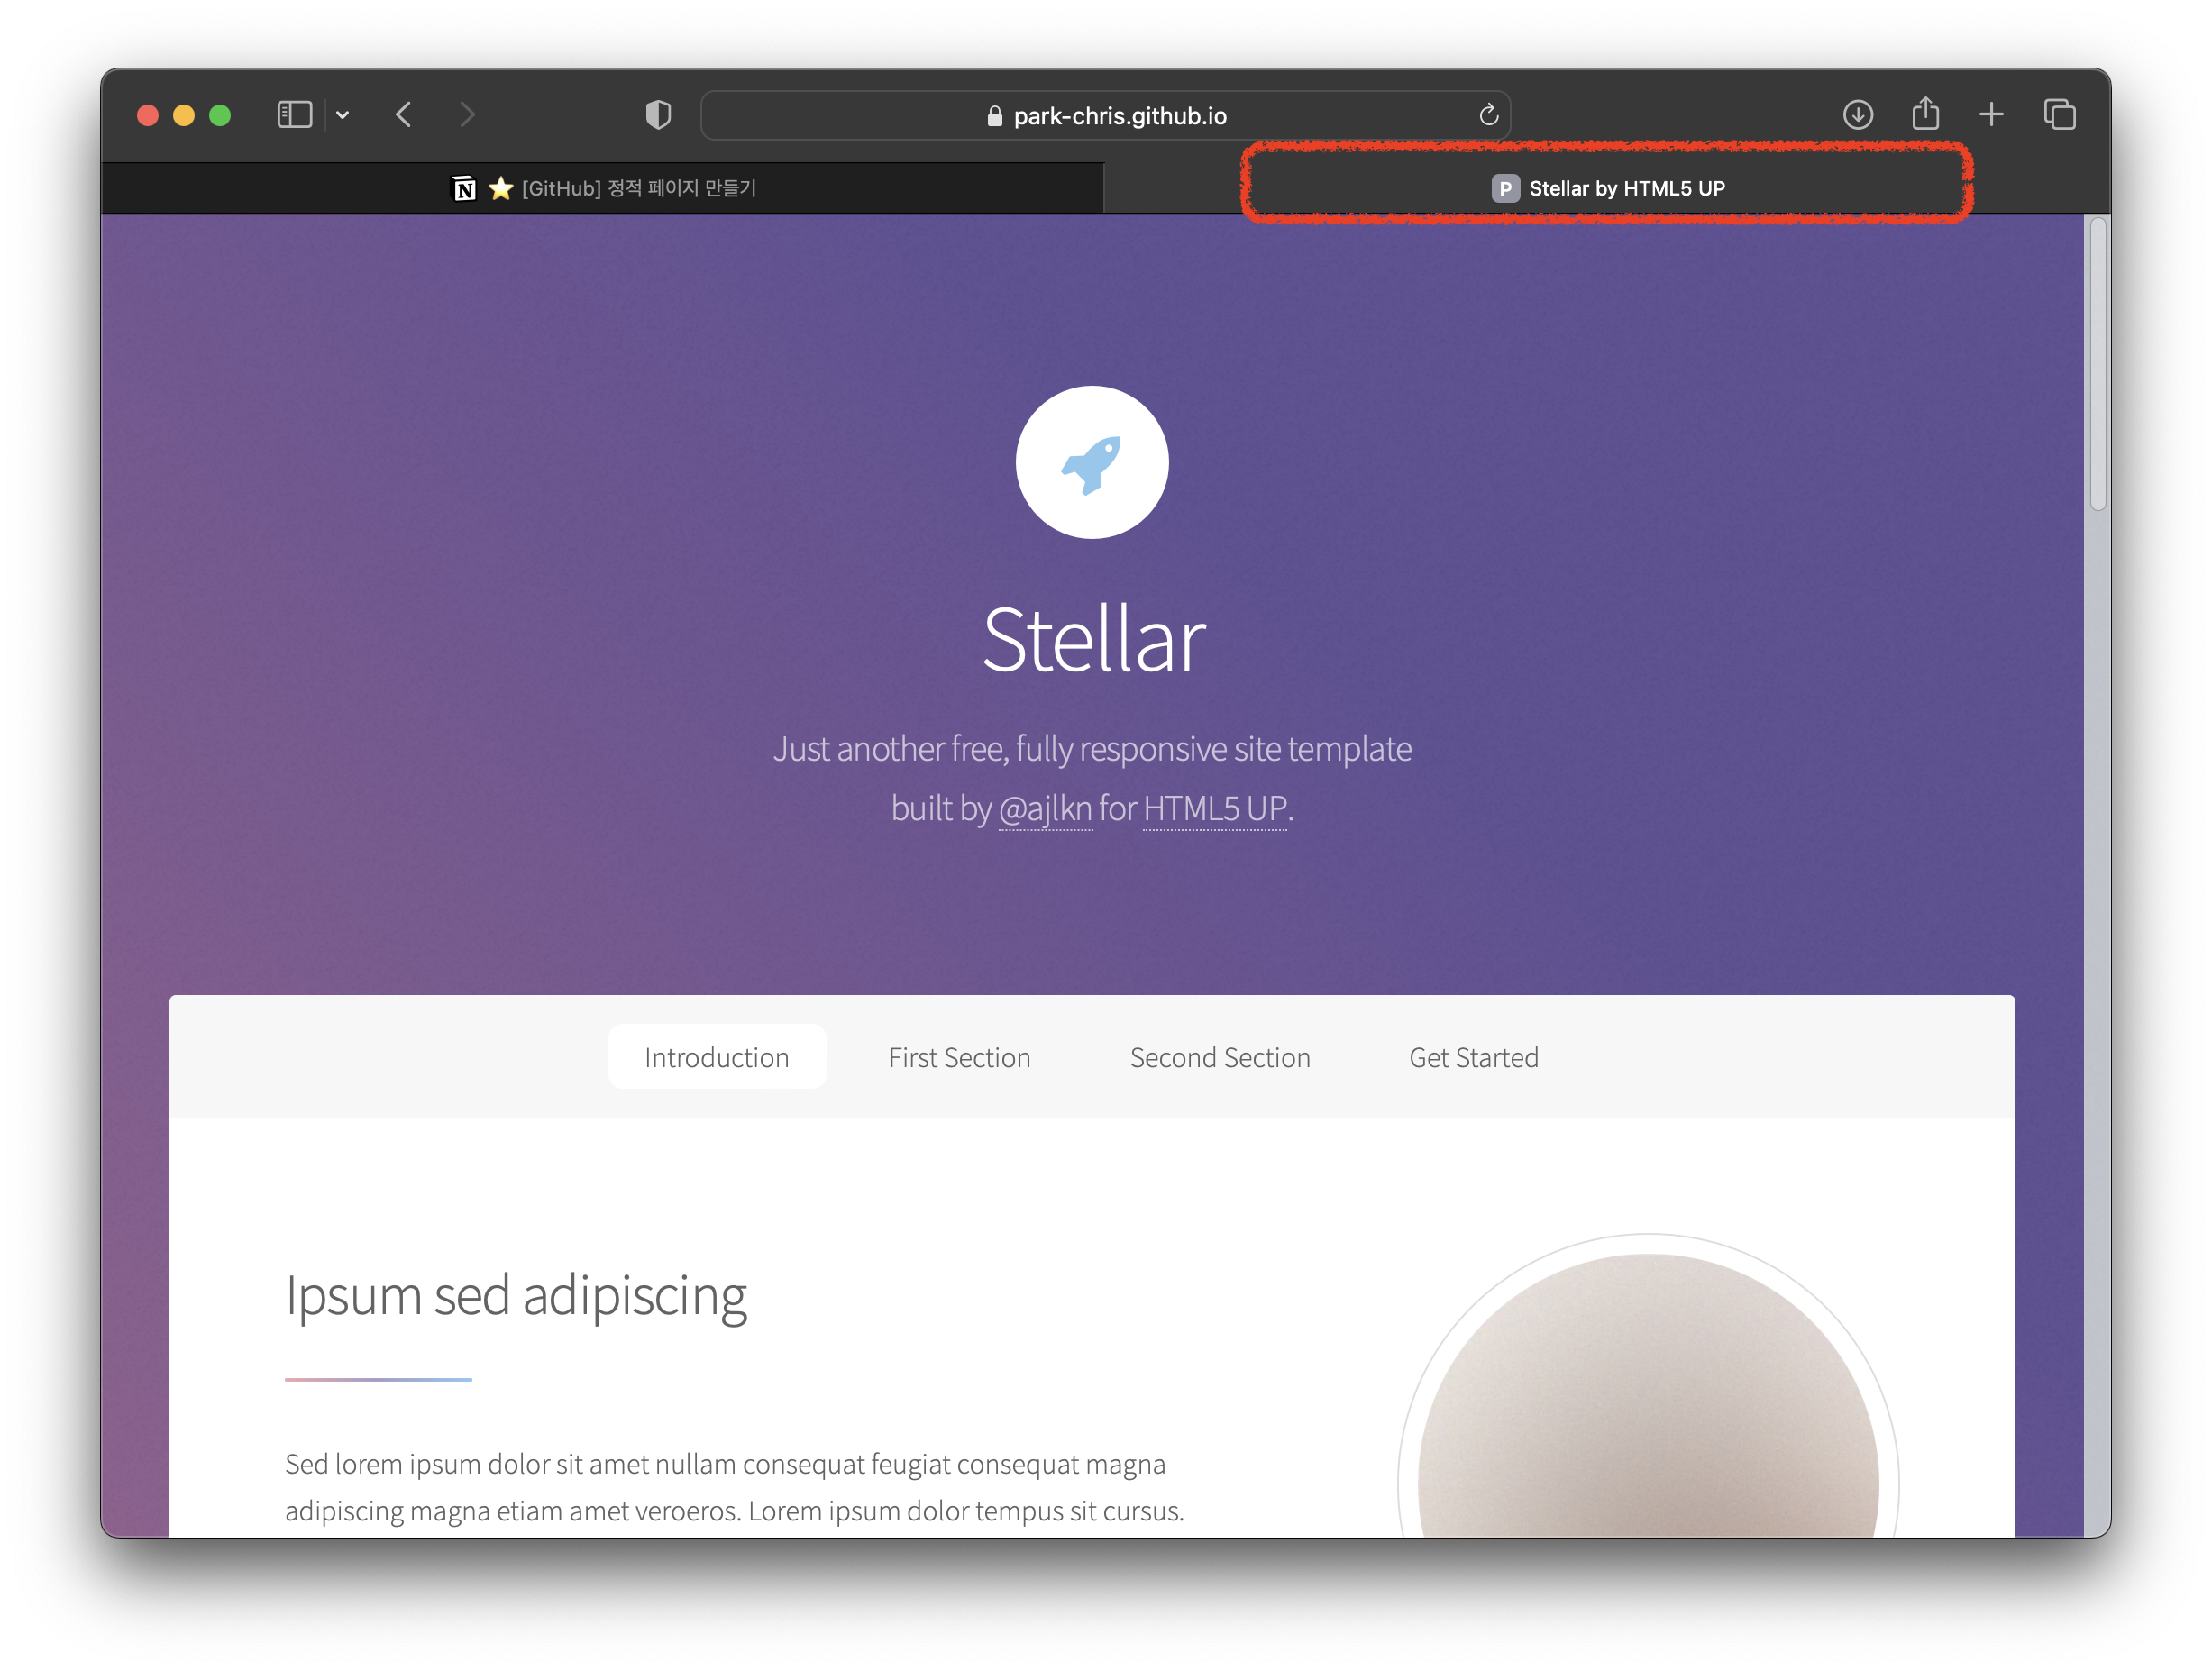 park-chris.github.io
N ⭐ [GitHub] 정적 페이지 만들기
P Stellar by HTML5 UP
Stellar
Just another free, fully responsive site template
built by @ajlkn for HTML5 UP.
Introduction
First Section
Second Section
Get Started
Ipsum sed adipiscing
Sed lorem ipsum dolor sit amet nullam consequat feugiat consequat magna
adipiscing magna etiam amet veroeros. Lorem ipsum dolor tempus sit cursus.